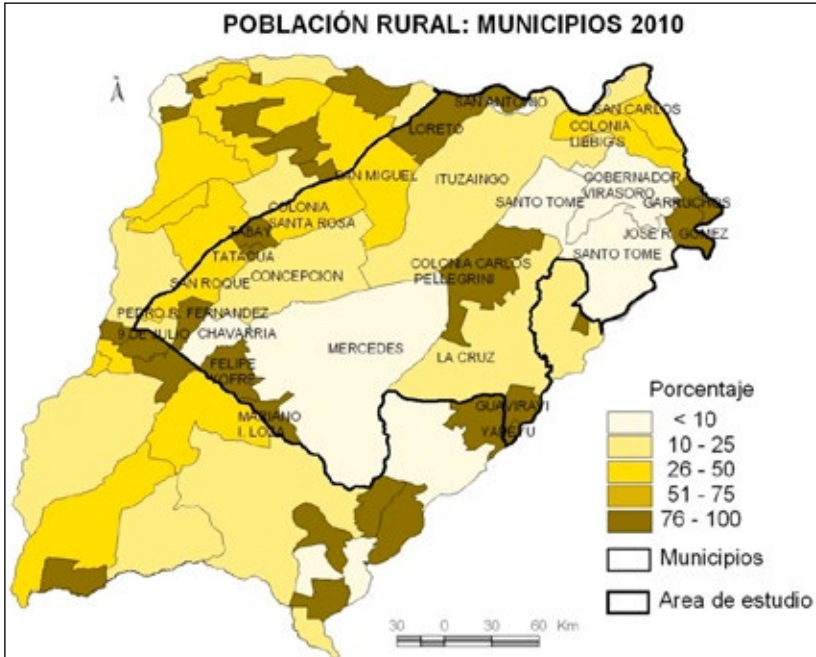 POBLACIÓN RURAL: MUNICIPIOS 2010
SAN ANTONIO
LORETO
SAN CARLOS
COLONIA
LIEBIG'S
SAN MIGUEL
ITUZAINGO
GOBERNADOR
VIRASORO
SANTO TOME
GARRUCHOS
COLONIA
SANTA ROSA
TABAY
JOSE R. GOMEZ
TATACUA
SANTO TOME
COLONIA CARLOS
PELLEGRINI
CONCEPCION
SAN ROQUE
PEDRO R. FERNANDEZ
9 DE JULIO
CHAVARRIA
MERCEDES
LA CRUZ
FELIPE
YOFRE
MARIANO
I. LOZA
GUAVIRAVI
YAPEYU
Porcentaje
< 10
10 - 25
26 - 50
51 - 75
76 - 100
Municipios
Area de estudio
30 0 30 60 Km